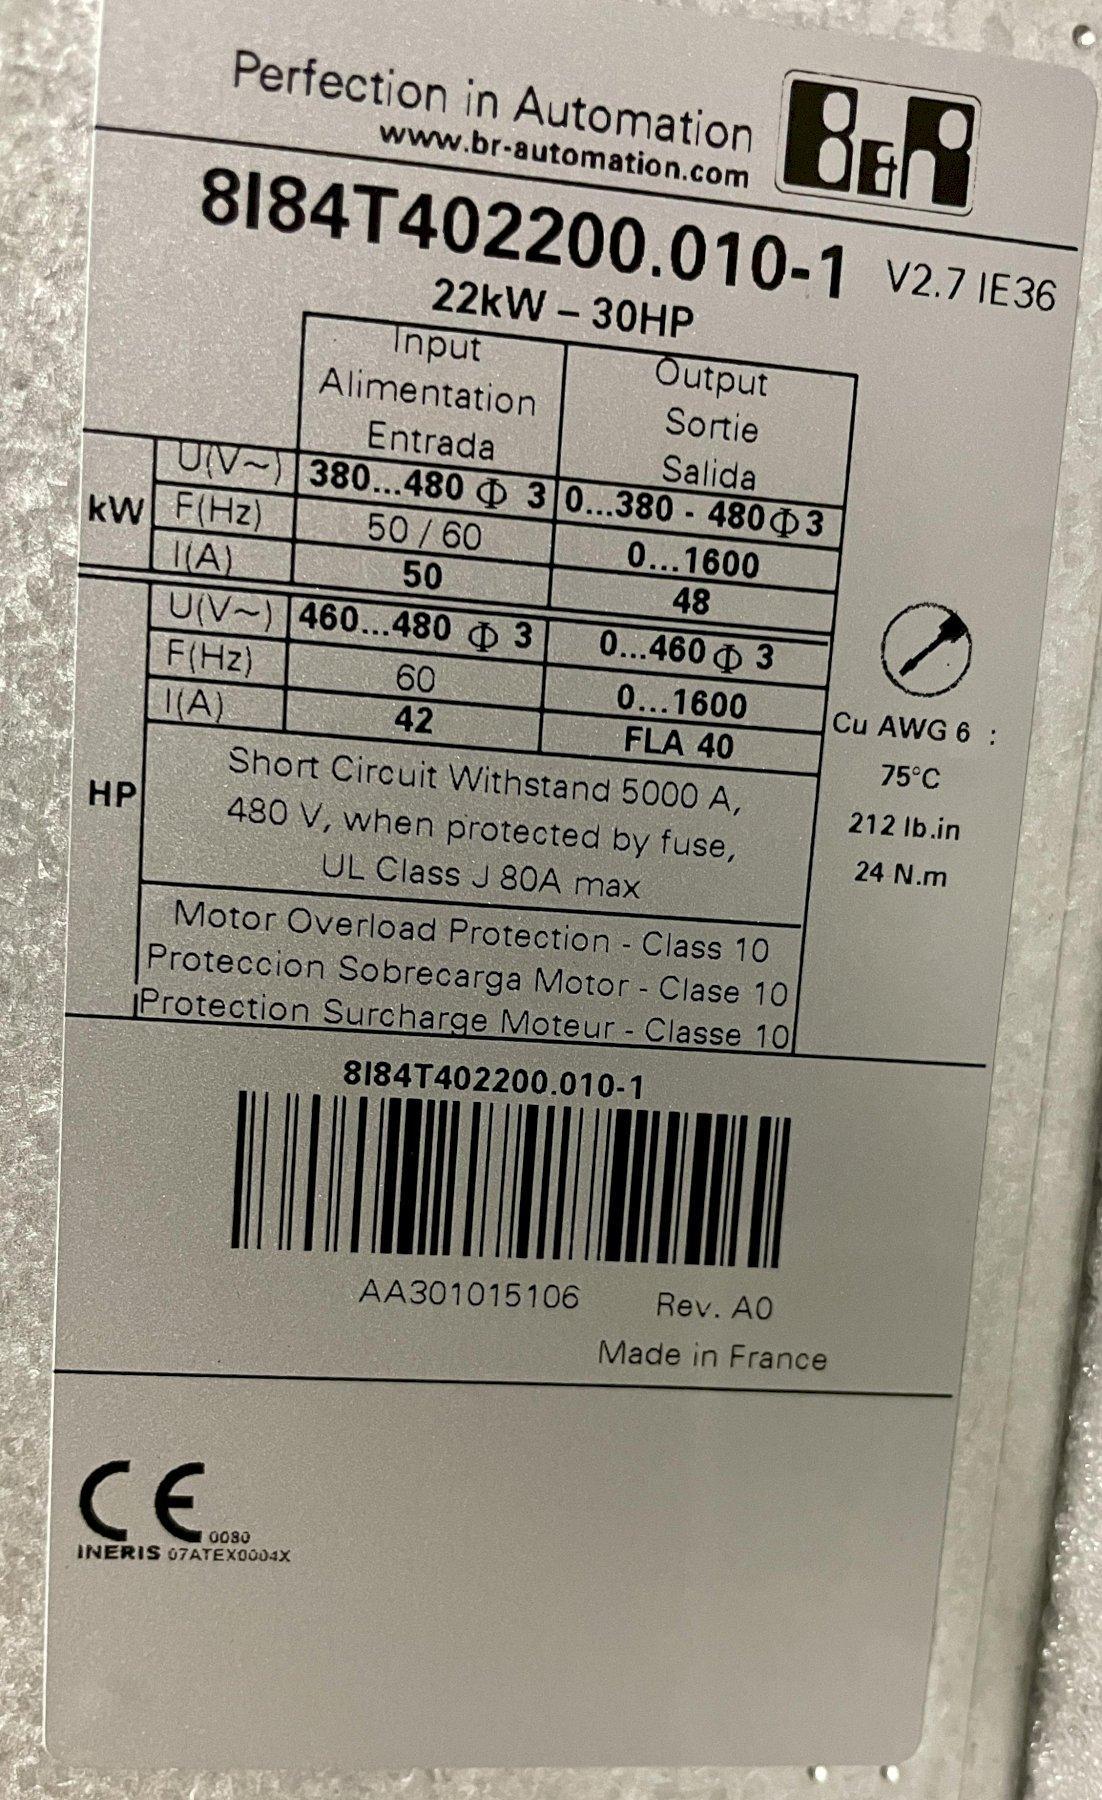 Perfection in Automation
www.br-automation.com
B&R
8I84T402200.010-1 V2.7 IE36
22kW – 30HP
Input Output
Alimentation Sortie
Entrada Salida
kW
U(V~) 380...480 Φ 3 0...380 - 480Φ3
F(Hz) 50 / 60 0...1600
I(A) 50 48
HP
U(V~) 460...480 Φ 3 0...460 Φ 3
F(Hz) 60 0...1600
I(A) 42 FLA 40
Short Circuit Withstand 5000 A,
480 V, when protected by fuse,
UL Class J 80A max
Motor Overload Protection - Class 10
Proteccion Sobrecarga Motor - Clase 10
Protection Surcharge Moteur - Classe 10
Cu AWG 6 :
75°C
212 lb.in
24 N.m
8I84T402200.010-1
AA301015106 Rev. A0
Made in France
CE 0080
INERIS 07ATEX0004X